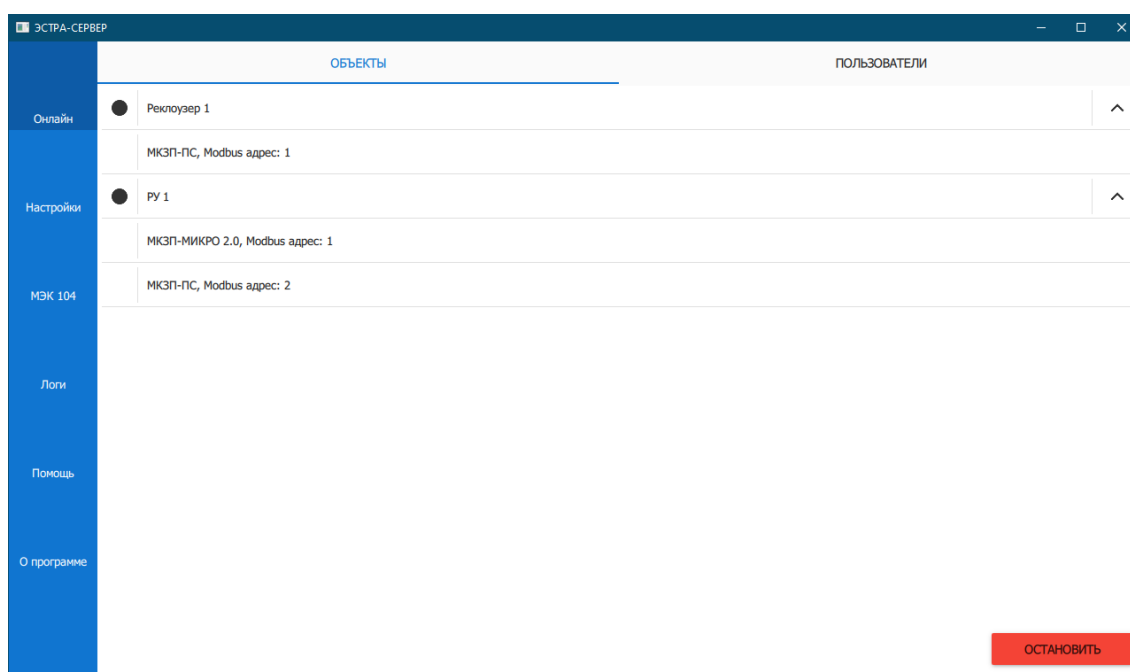 ЭСТРА-СЕРВЕР
ОБЪЕКТЫ
ПОЛЬЗОВАТЕЛИ
Онлайн
Реклоузер 1
МКЗП-ПС, Modbus адрес: 1
Настройки
РУ 1
МКЗП-МИКРО 2.0, Modbus адрес: 1
МЭК 104
МКЗП-ПС, Modbus адрес: 2
Логи
Помощь
О программе
ОСТАНОВИТЬ